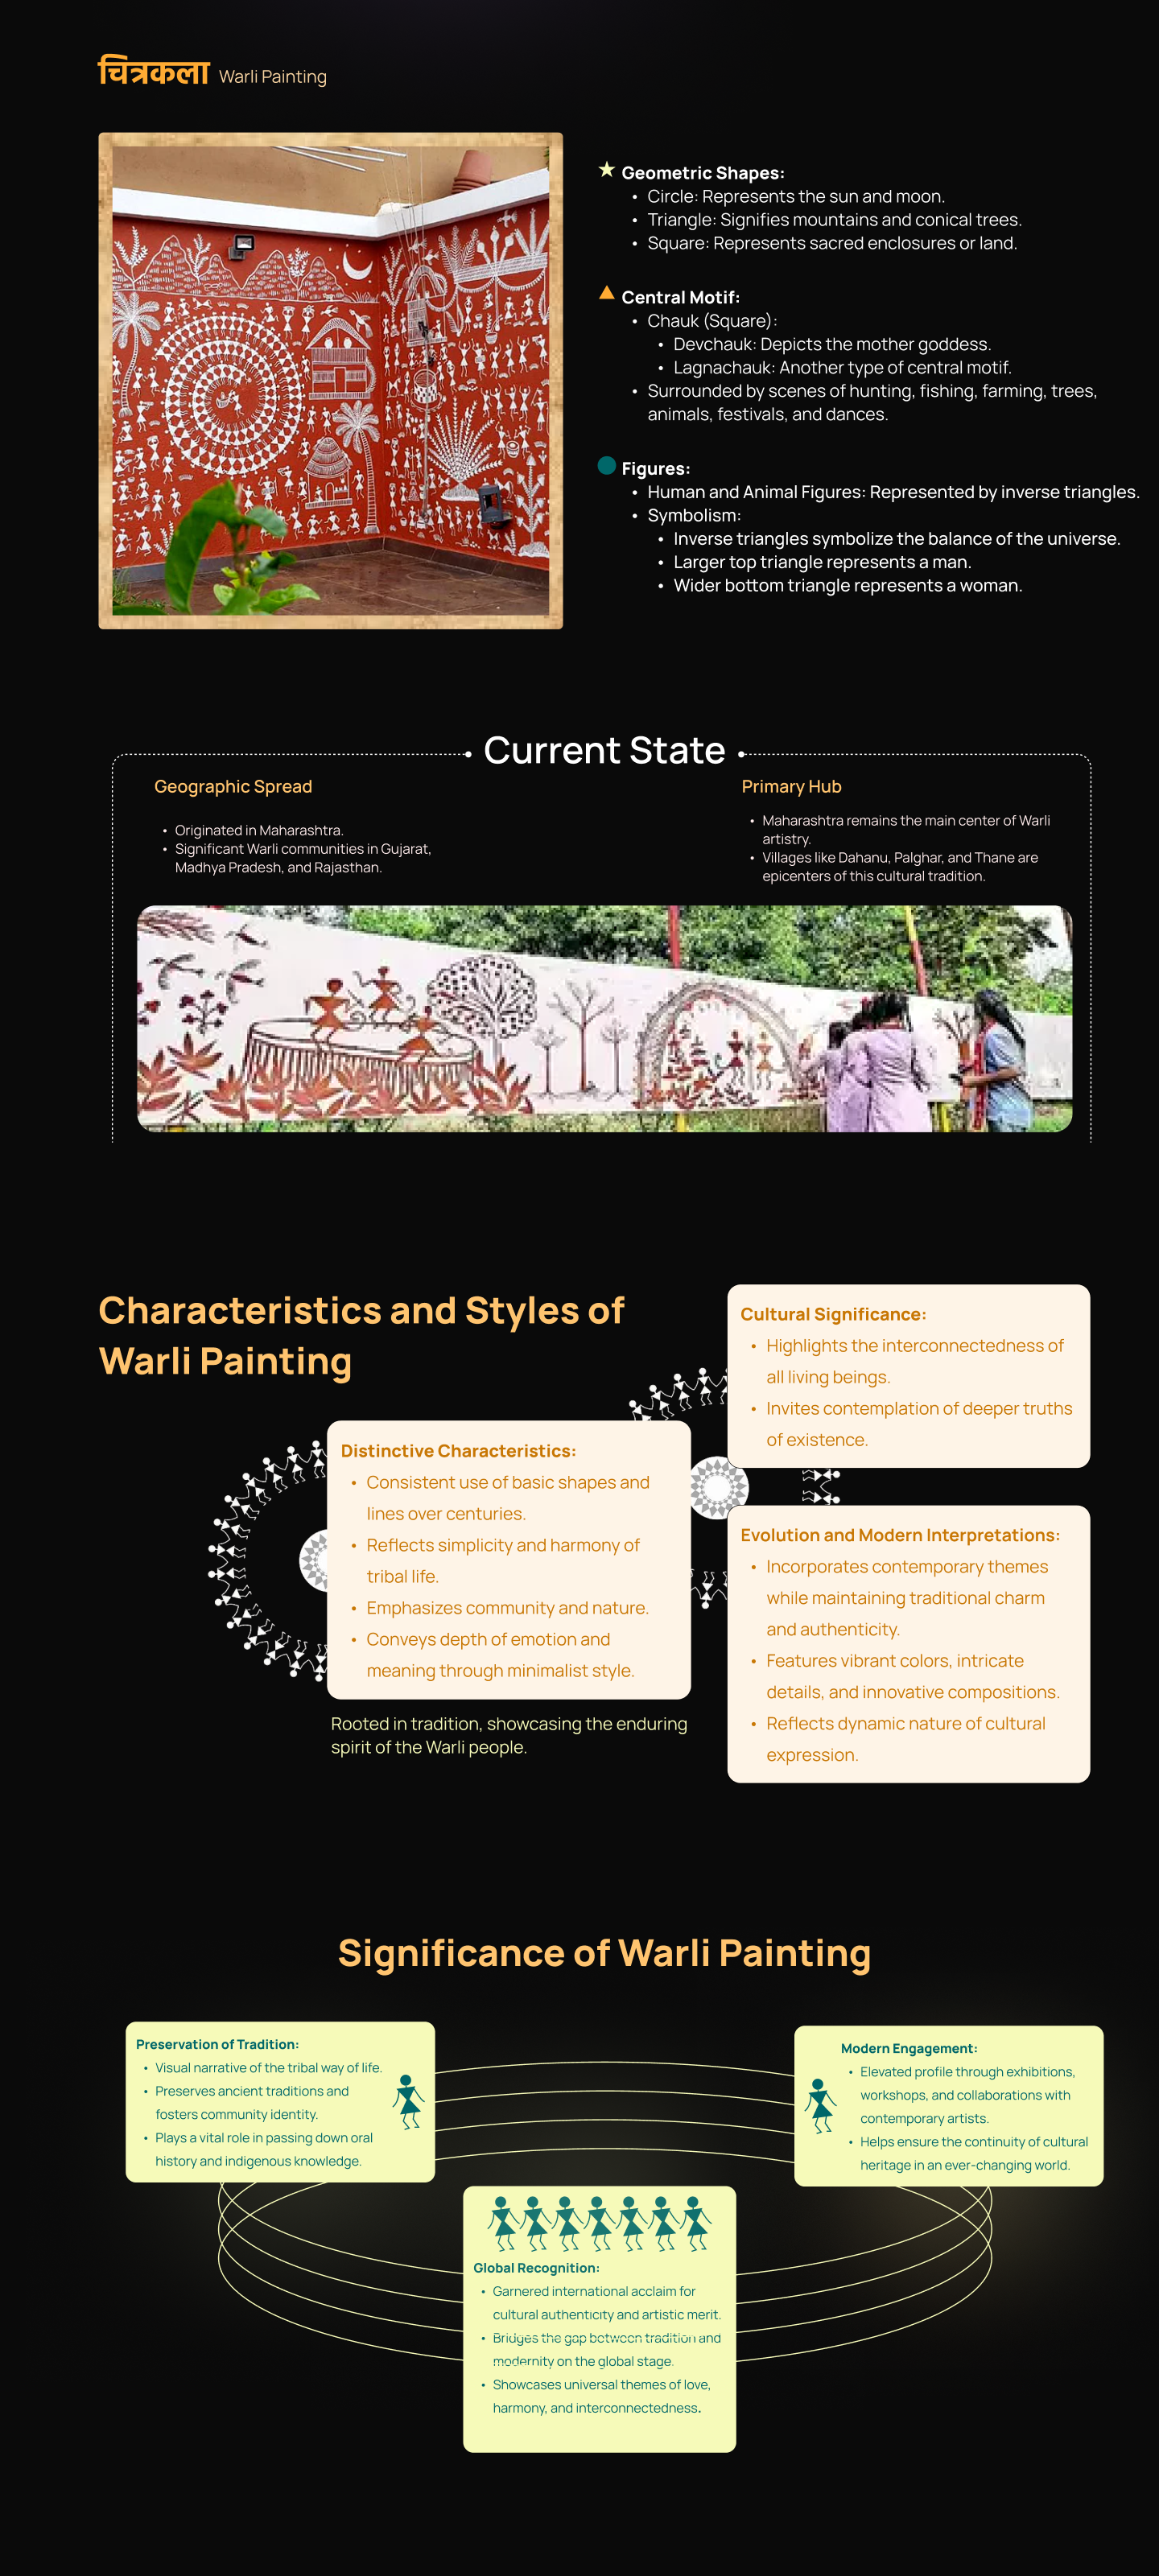 चित्रकला Warli Painting
Geometric Shapes:
• Circle: Represents the sun and moon.
• Triangle: Signifies mountains and conical trees.
• Square: Represents sacred enclosures or land.
Central Motif:
• Chauk (Square):
• Devchauk: Depicts the mother goddess.
• Lagnachauk: Another type of central motif.
• Surrounded by scenes of hunting, fishing, farming, trees,
animals, festivals, and dances.
Figures:
• Human and Animal Figures: Represented by inverse triangles.
• Symbolism:
• Inverse triangles symbolize the balance of the universe.
• Larger top triangle represents a man.
• Wider bottom triangle represents a woman.
Current State
Geographic Spread
• Originated in Maharashtra.
• Significant Warli communities in Gujarat,
Madhya Pradesh, and Rajasthan.
Primary Hub
• Maharashtra remains the main center of Warli
artistry.
• Villages like Dahanu, Palghar, and Thane are
epicenters of this cultural tradition.
Characteristics and Styles of
Warli Painting
Distinctive Characteristics:
• Consistent use of basic shapes and
lines over centuries.
• Reflects simplicity and harmony of
tribal life.
• Emphasizes community and nature.
• Conveys depth of emotion and
meaning through minimalist style.
Rooted in tradition, showcasing the enduring
spirit of the Warli people.
Cultural Significance:
• Highlights the interconnectedness of
all living beings.
• Invites contemplation of deeper truths
of existence.
Evolution and Modern Interpretations:
• Incorporates contemporary themes
while maintaining traditional charm
and authenticity.
• Features vibrant colors, intricate
details, and innovative compositions.
• Reflects dynamic nature of cultural
expression.
Significance of Warli Painting
Preservation of Tradition:
• Visual narrative of the tribal way of life.
• Preserves ancient traditions and
fosters community identity.
• Plays a vital role in passing down oral
history and indigenous knowledge.
Modern Engagement:
• Elevated profile through exhibitions,
workshops, and collaborations with
contemporary artists.
• Helps ensure the continuity of cultural
heritage in an ever-changing world.
Global Recognition:
• Garnered international acclaim for
cultural authenticity and artistic merit.
• Bridges the gap between tradition and
modernity on the global stage.
• Showcases universal themes of love,
harmony, and interconnectedness.